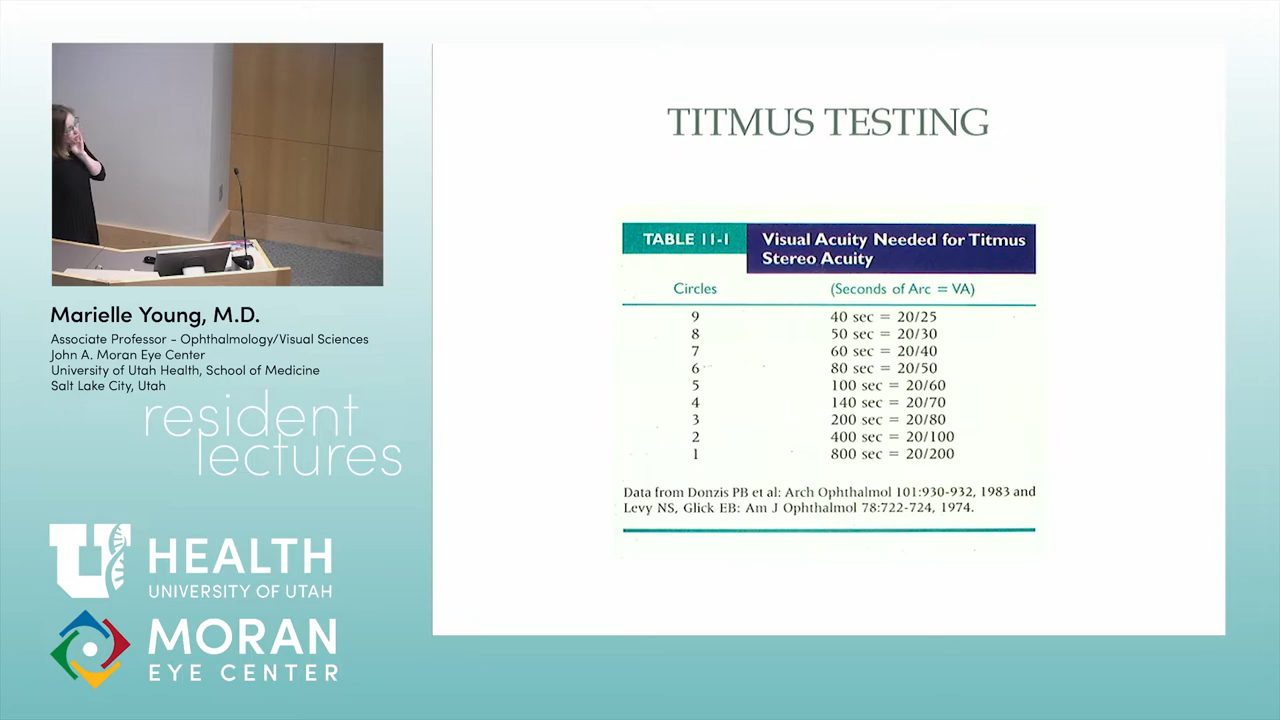 TITMUS TESTING
TABLE 11-1
Visual Acuity Needed for Titmus
Stereo Acuity
Circles (Seconds of Arc = VA)
9 40 sec = 20/25
8 50 sec = 20/30
7 60 sec = 20/40
6 80 sec = 20/50
5 100 sec = 20/60
4 140 sec = 20/70
3 200 sec = 20/80
2 400 sec = 20/100
1 800 sec = 20/200
Data from Donzis PB et al: Arch Ophthalmol 101:930-932, 1983 and
Levy NS, Glick EB: Am J Ophthalmol 78:722-724, 1974.
Marielle Young, M.D.
Associate Professor - Ophthalmology/Visual Sciences
John A. Moran Eye Center
University of Utah Health, School of Medicine
Salt Lake City, Utah
resident
lectures
U HEALTH
UNIVERSITY OF UTAH
MORAN
EYE CENTER